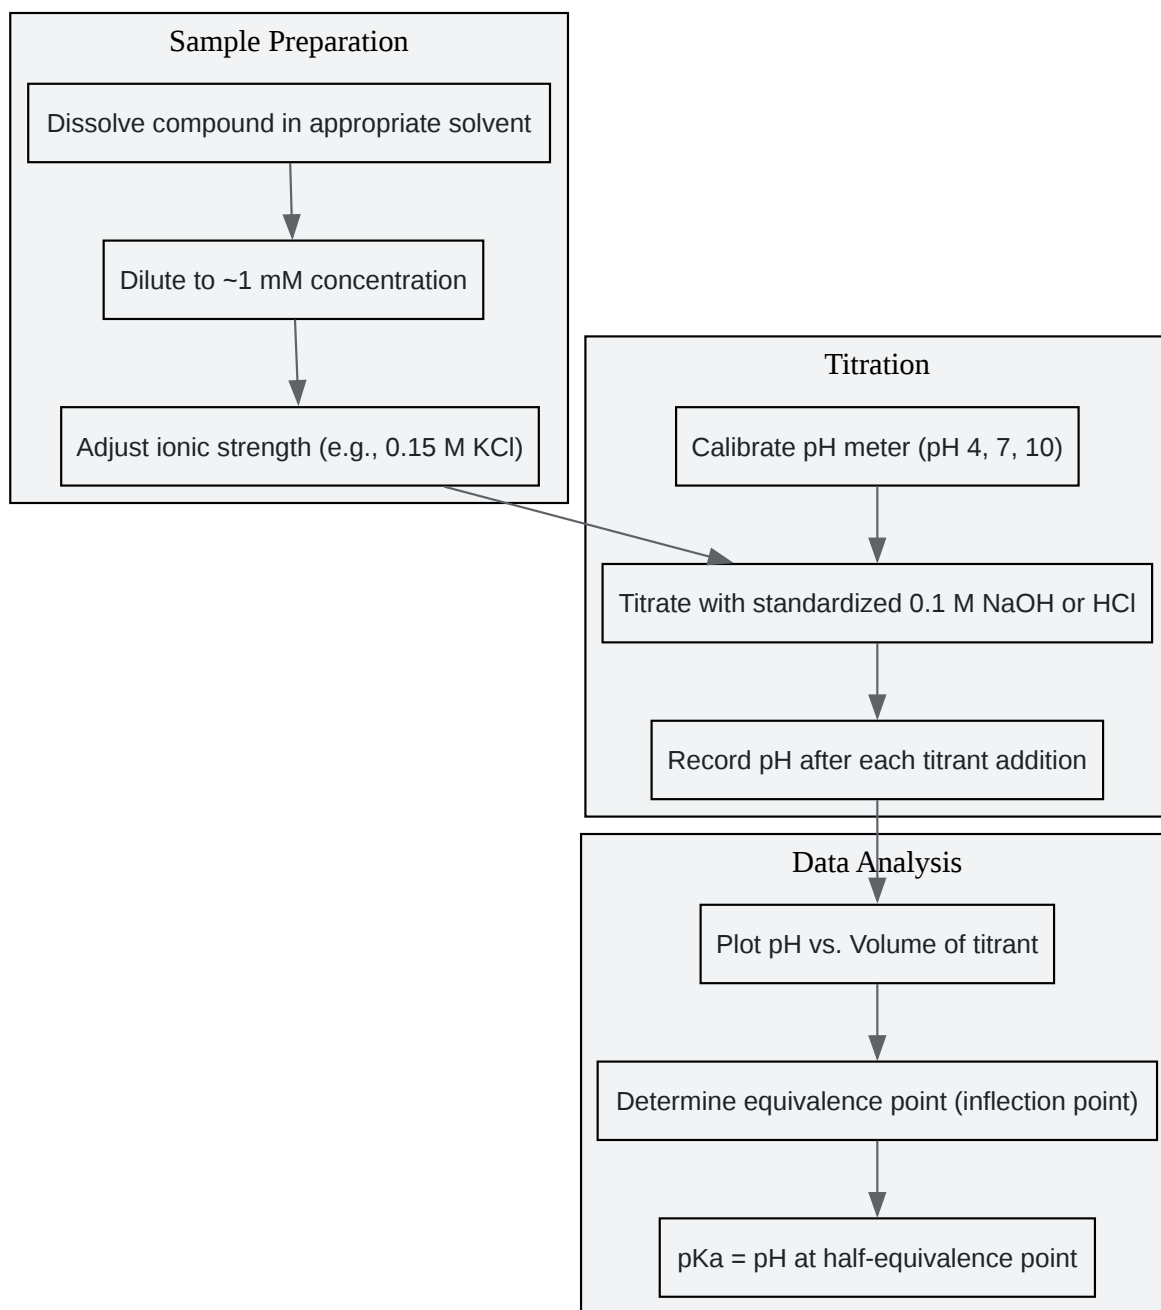 Sample Preparation
Dissolve compound in appropriate solvent
Dilute to ~1 mM concentration
Adjust ionic strength (e.g., 0.15 M KCl)
Titration
Calibrate pH meter (pH 4, 7, 10)
Titrate with standardized 0.1 M NaOH or HCl
Record pH after each titrant addition
Data Analysis
Plot pH vs. Volume of titrant
Determine equivalence point (inflection point)
pKa = pH at half-equivalence point